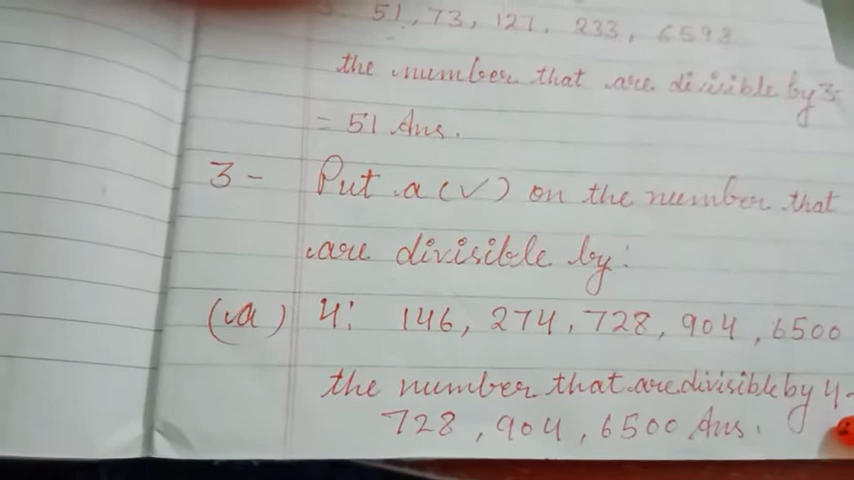 51, 73, 127, 233, 6593
the number that are divisible by 3
= 51 Ans.
3- Put a (✓) on the number that
are divisible by:
(a) 4: 146, 274, 728, 904, 6500
the number that are divisible by 4-
728, 904, 6500 Ans.